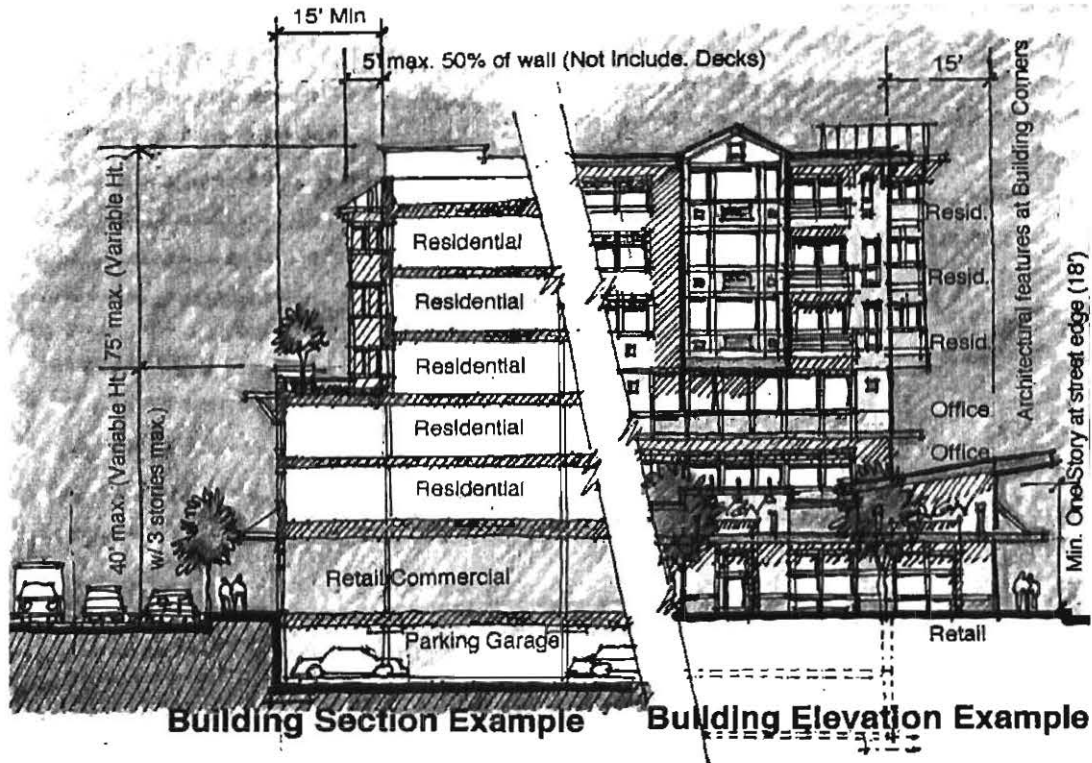 15' Min
5' max. 50% of wall (Not Include. Decks)
15'
Architectural features at Building Corners
Min. One Story at street edge (18')
75' max. (Variable Ht.)
40' max. (Variable Ht.
w/ 3 stories max.)
Residential
Residential
Residential
Residential
Residential
Retail Commercial
Parking Garage
Resid.
Resid.
Resid.
Office
Office
Retail
Building Section Example
Building Elevation Example